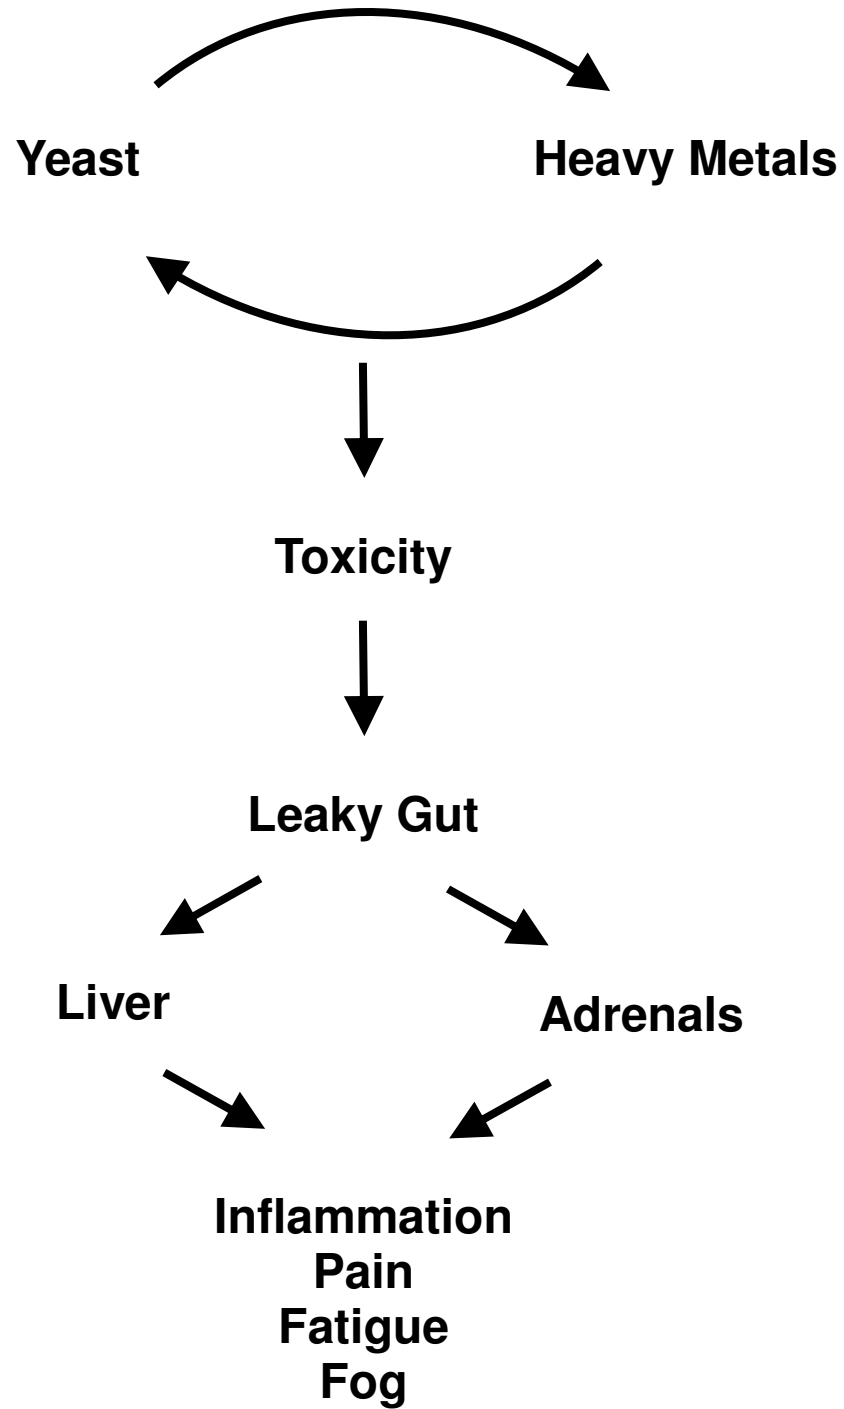 Yeast
Heavy Metals
Toxicity
Leaky Gut
Liver
Adrenals
Inflammation
Pain
Fatigue
Fog